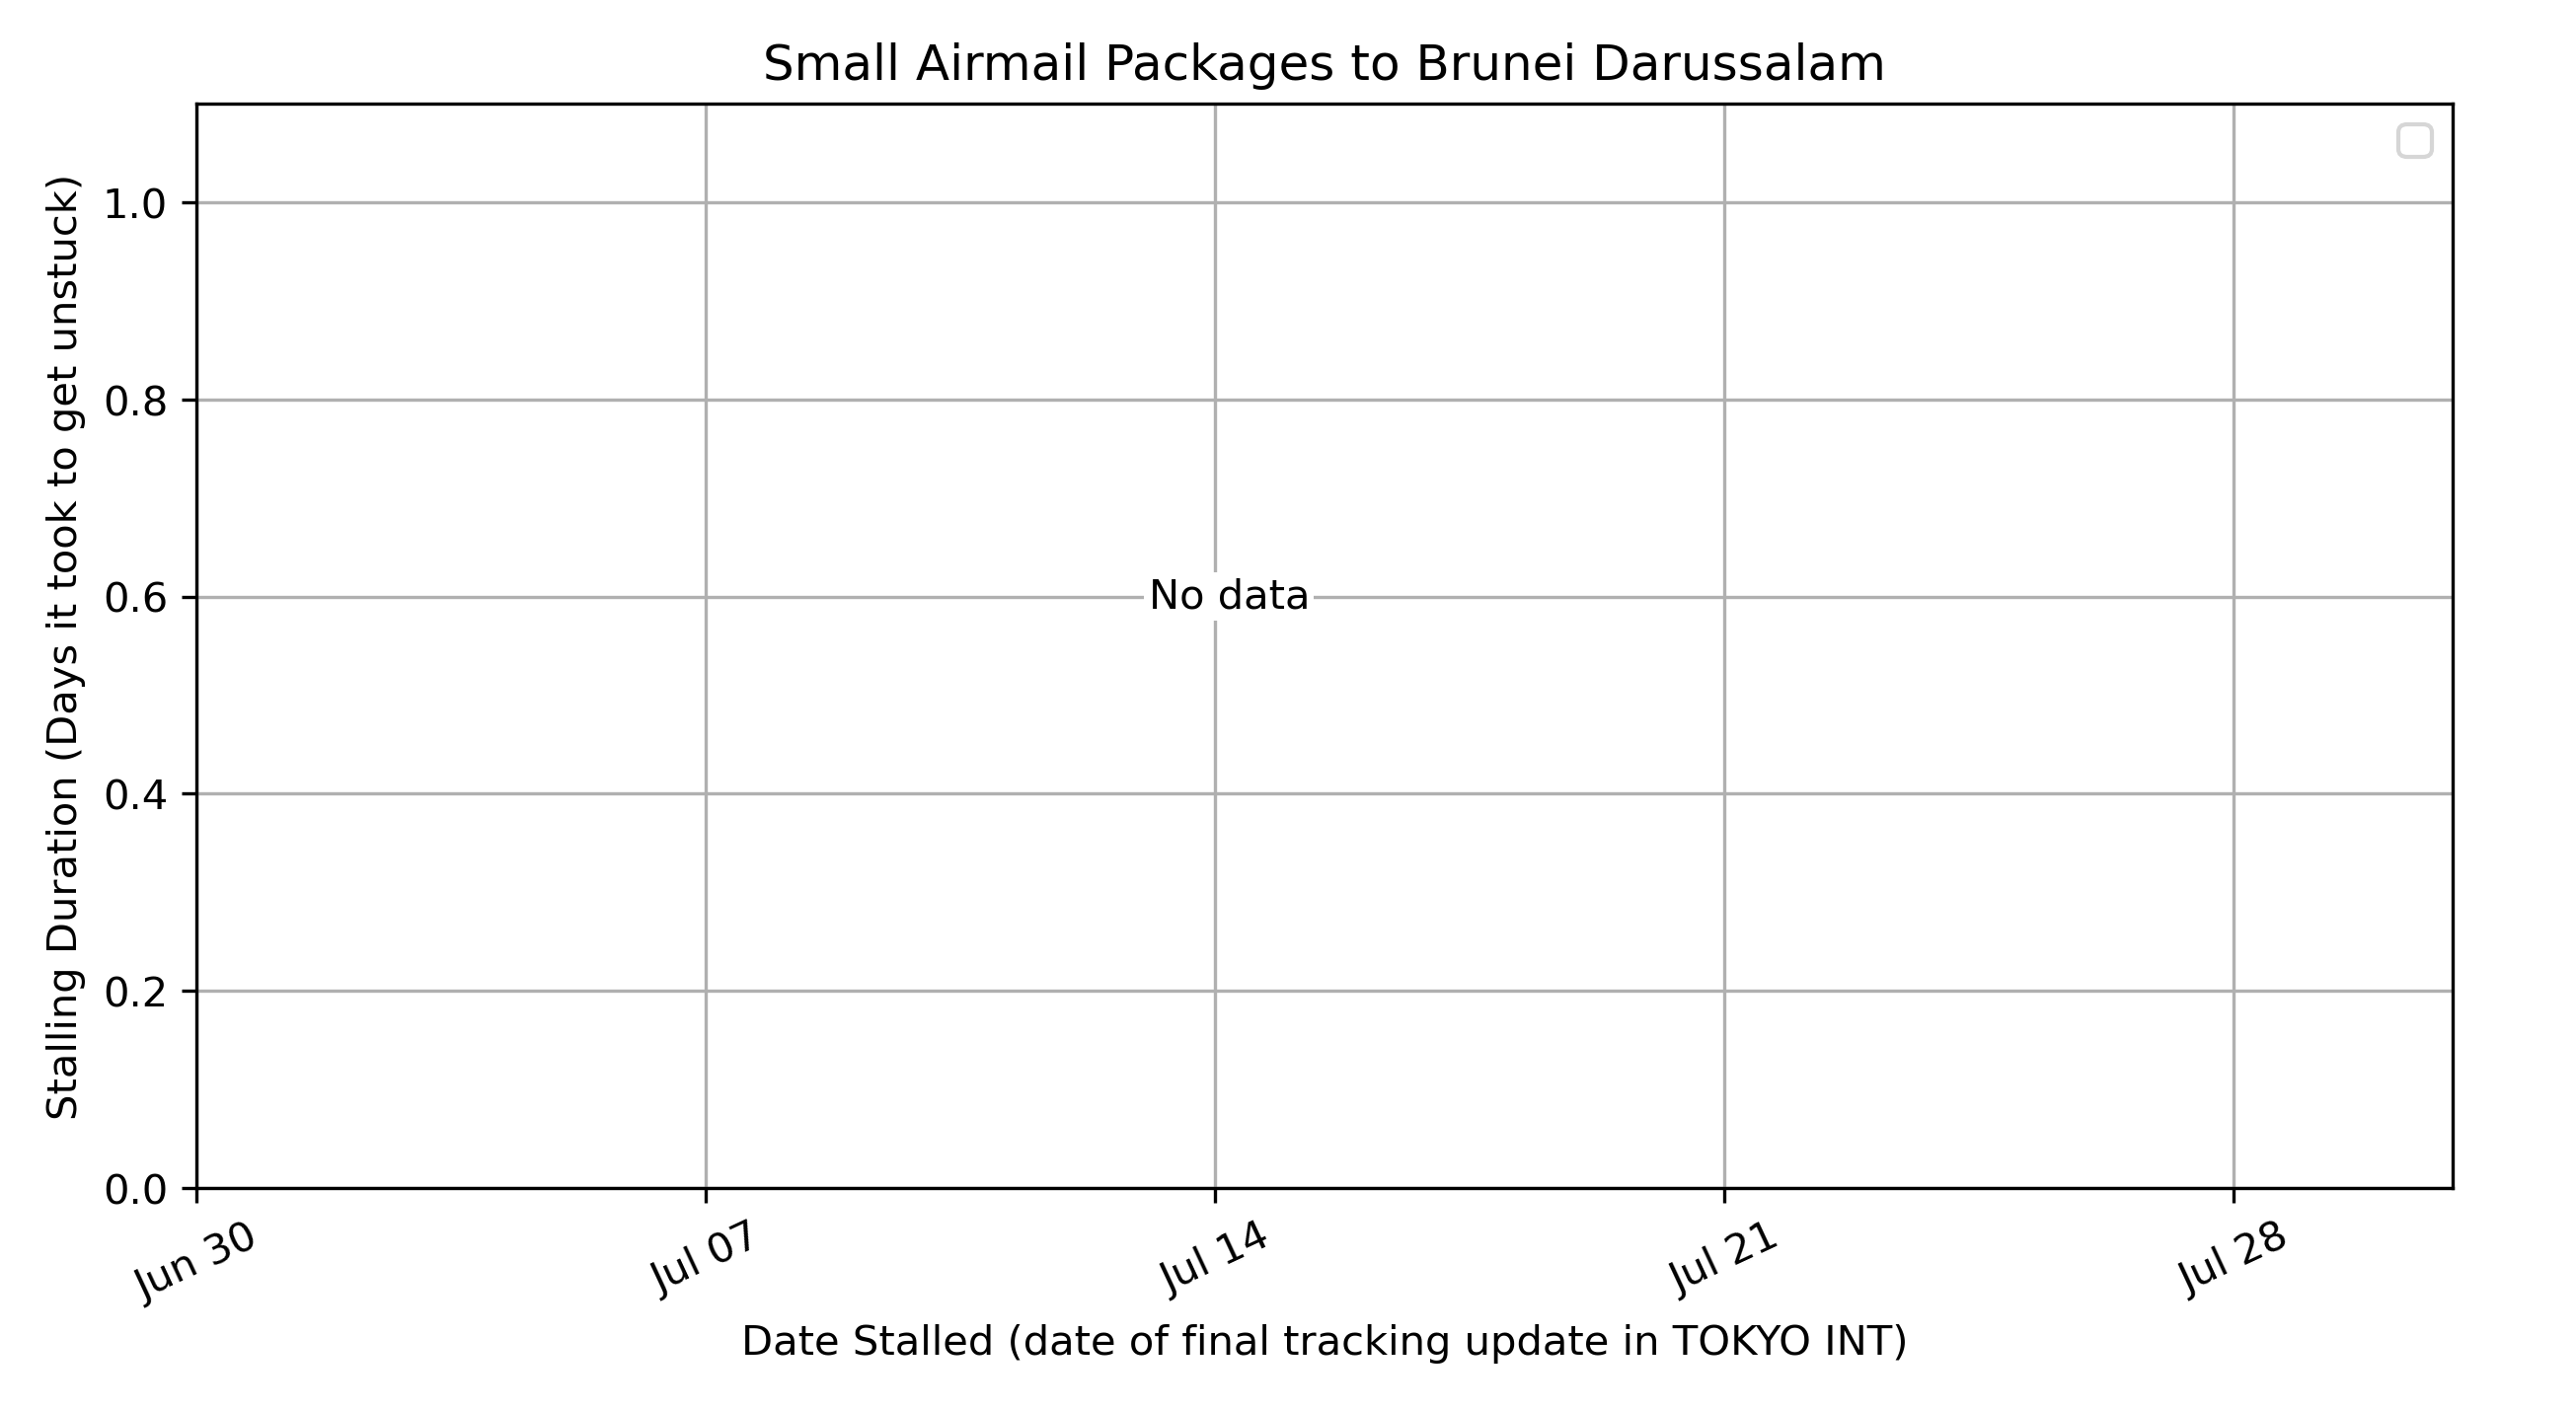 Small Airmail Packages to Brunei Darussalam
Stalling Duration (Days it took to get unstuck)
1.0
0.8
0.6
0.4
0.2
0.0
No data
Jun 30
Jul 07
Jul 14
Jul 21
Jul 28
Date Stalled (date of final tracking update in TOKYO INT)